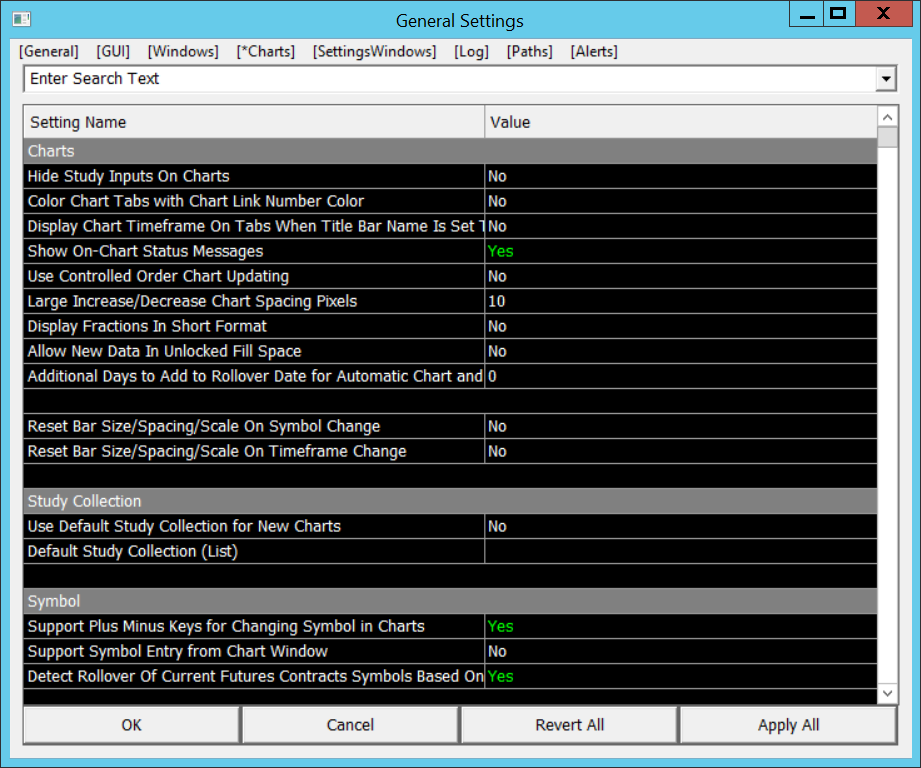 General Settings
[General] [GUI] [Windows] [*Charts] [SettingsWindows] [Log] [Paths] [Alerts]
Enter Search Text
Setting Name Value
Charts
Hide Study Inputs On Charts No
Color Chart Tabs with Chart Link Number Color No
Display Chart Timeframe On Tabs When Title Bar Name Is Set No
Show On-Chart Status Messages Yes
Use Controlled Order Chart Updating No
Large Increase/Decrease Chart Spacing Pixels 10
Display Fractions In Short Format No
Allow New Data In Unlocked Fill Space No
Additional Days to Add to Rollover Date for Automatic Chart and 0
Reset Bar Size/Spacing/Scale On Symbol Change No
Reset Bar Size/Spacing/Scale On Timeframe Change No
Study Collection
Use Default Study Collection for New Charts No
Default Study Collection (List)
Symbol
Support Plus Minus Keys for Changing Symbol in Charts Yes
Support Symbol Entry from Chart Window No
Detect Rollover Of Current Futures Contracts Symbols Based On Yes
OK Cancel Revert All Apply All